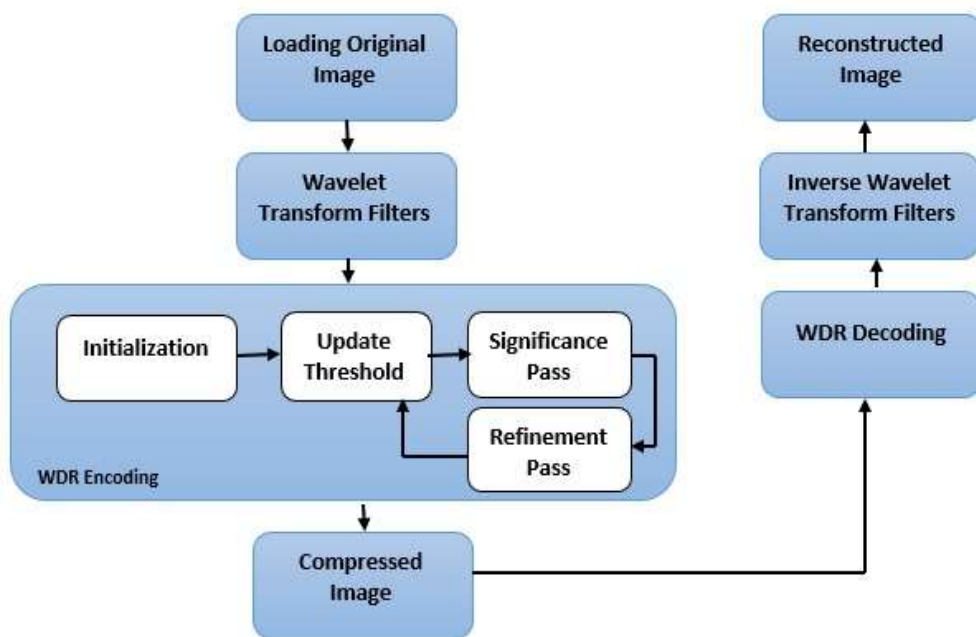 Loading Original
Image
Wavelet
Transform Filters
Initialization
Update
Threshold
Significance
Pass
Refinement
Pass
WDR Encoding
Compressed
Image
WDR Decoding
Inverse Wavelet
Transform Filters
Reconstructed
Image